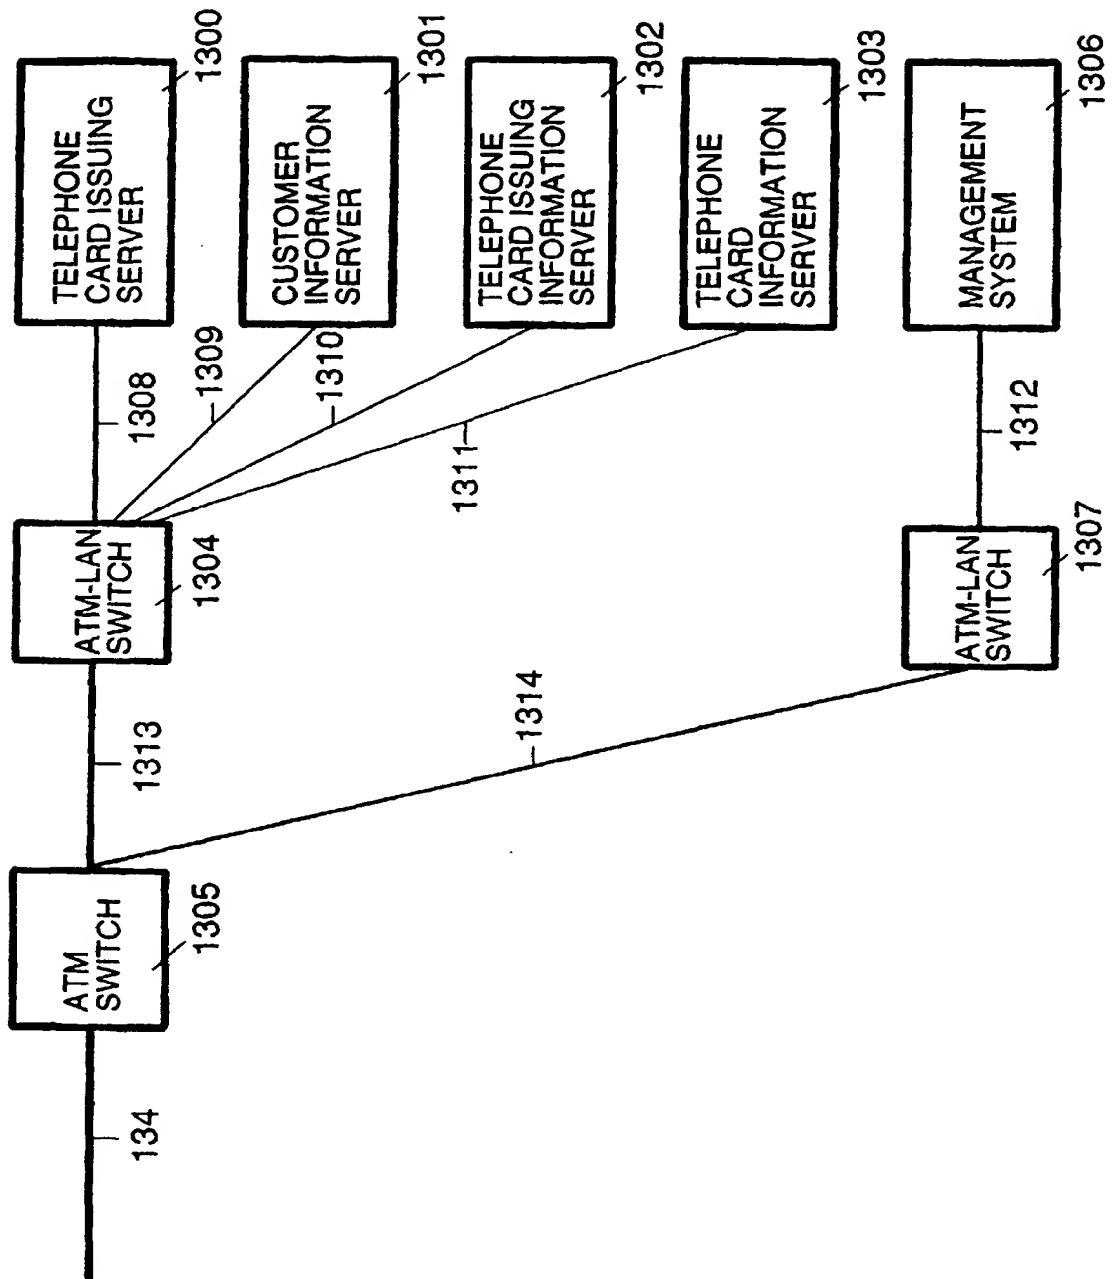 TELEPHONE
CARD ISSUING
SERVER
1300
CUSTOMER
INFORMATION
SERVER
1301
TELEPHONE
CARD ISSUING
INFORMATION
SERVER
1302
TELEPHONE
CARD
INFORMATION
SERVER
1303
MANAGEMENT
SYSTEM
1306
1308
1309
1310
1311
1312
ATM-LAN
SWITCH
1304
ATM-LAN
SWITCH
1307
1313
1314
ATM
SWITCH
1305
134